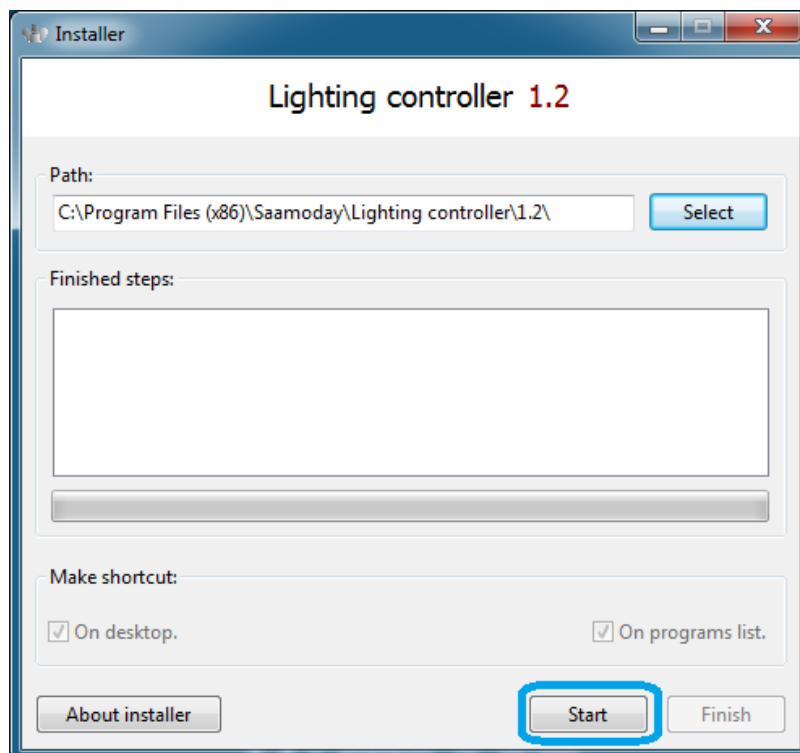 Installer
Lighting controller 1.2
Path:
C:\Program Files (x86)\Saamoday\Lighting controller\1.2\
Select
Finished steps:
Make shortcut:
On desktop.
On programs list.
About installer
Start
Finish